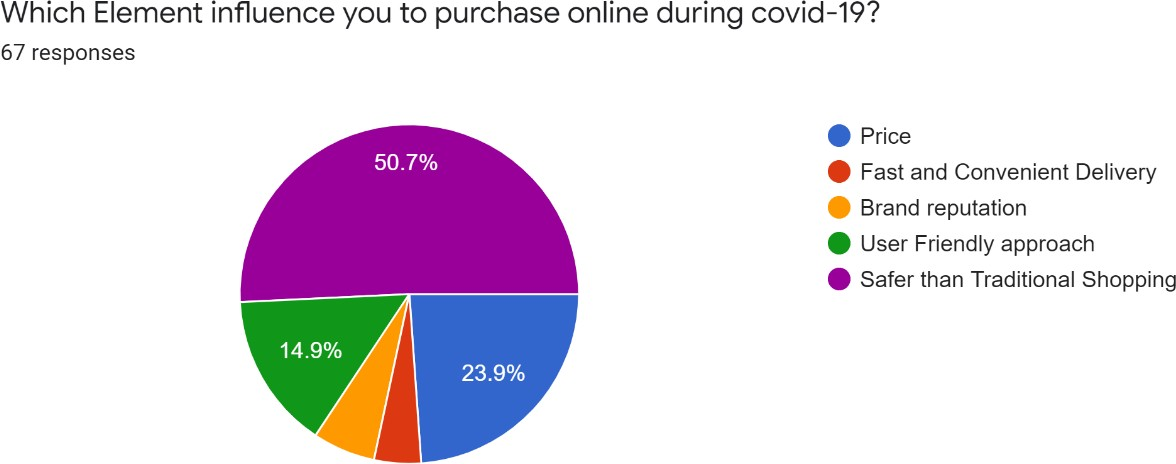 Which Element influence you to purchase online during covid-19?
67 responses
50.7%
14.9%
23.9%
Price
Fast and Convenient Delivery
Brand reputation
User Friendly approach
Safer than Traditional Shopping